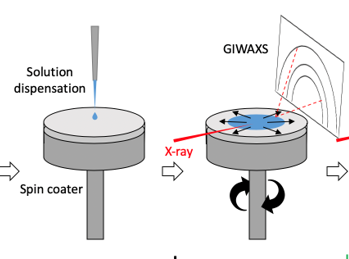 Solution
dispensation
GIWAXS
X-ray
Spin coater